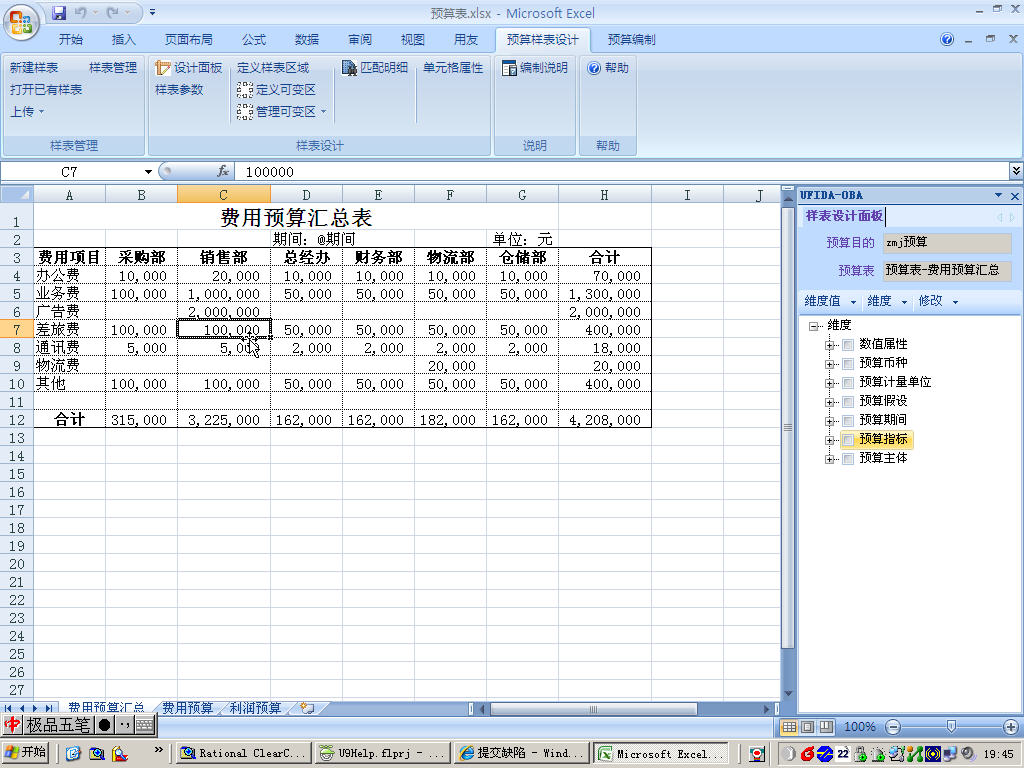 预算表.xlsx - Microsoft Excel
开始 插入 页面布局 公式 数据 审阅 视图 用友 预算样表设计 预算编制
新建样表 样表管理 设计面板 定义样表区域 匹配明细 单元格属性 编制说明 帮助
打开已有样表 样表参数 定义可变区
上传 管理可变区
样表管理 样表设计 说明 帮助
C7 fx 100000
A B C D E F G H I J
1 费用预算汇总表
2 期间：@期间 单位：元
3 费用项目 采购部 销售部 总经办 财务部 物流部 仓储部 合计
4 办公费 10,000 20,000 10,000 10,000 10,000 10,000 70,000
5 业务费 100,000 1,000,000 50,000 50,000 50,000 50,000 1,300,000
6 广告费 2,000,000 2,000,000
7 差旅费 100,000 100,000 50,000 50,000 50,000 50,000 400,000
8 通讯费 5,000 5,000 2,000 2,000 2,000 2,000 18,000
9 物流费 20,000 20,000
10 其他 100,000 100,000 50,000 50,000 50,000 50,000 400,000
11
12 合计 315,000 3,225,000 162,000 162,000 182,000 162,000 4,208,000
13
14
15
16
17
18
19
20
21
22
23
24
25
26
27
UFIDA-OBA
样表设计面板
预算目的 zmj预算
预算表 预算表-费用预算汇总
维度值 维度 修改
维度
数值属性
预算币种
预算计量单位
预算假设
预算期间
预算指标
预算主体
费用预算汇总 费用预算 利润预算
100%
中 极品五笔
开始 » Rational ClearC... U9Help.flprj - ... 提交缺陷 - Wind... Microsoft Excel... 22 19:45